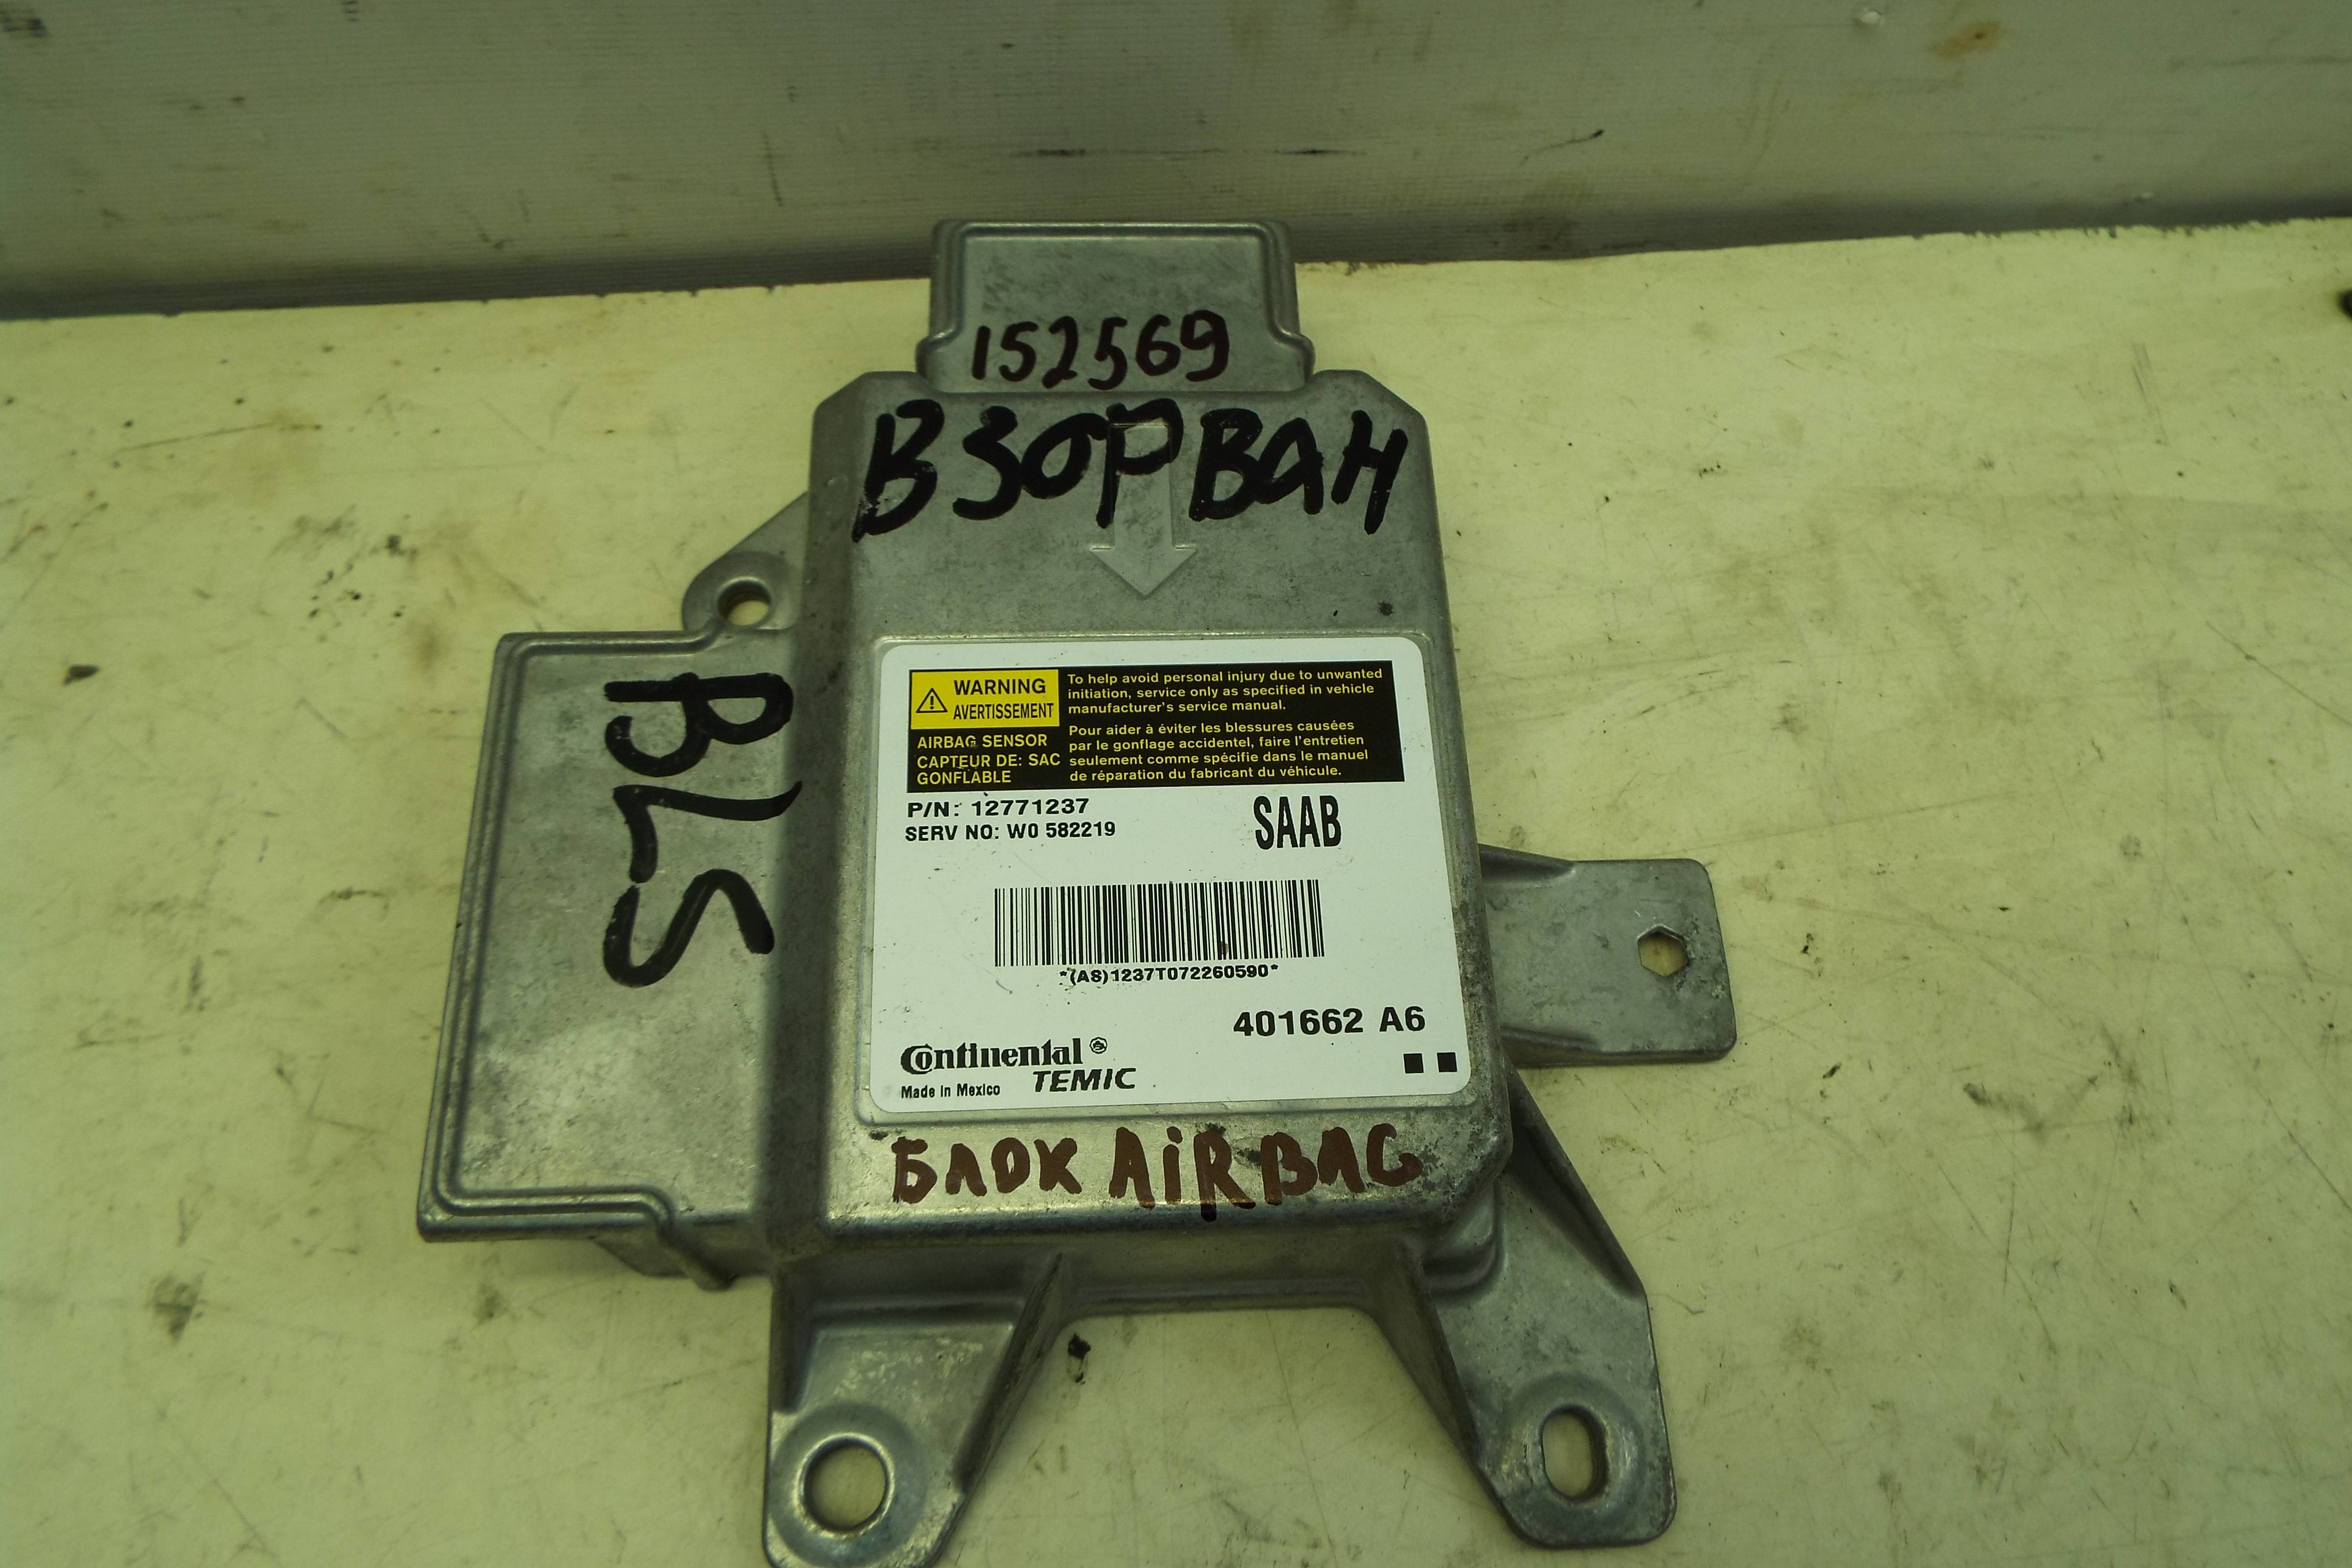 152569
ВЗОРВАН
BLS
WARNING
AVERTISSEMENT
AIRBAG SENSOR
CAPTEUR DE: SAC
GONFLABLE
To help avoid personal injury due to unwanted
initiation, service only as specified in vehicle
manufacturer's service manual.
Pour aider à éviter les blessures causées
par le gonflage accidentel, faire l'entretien
seulement comme spécifie dans le manuel
de réparation du fabricant du véhicule.
P/N: 12771237
SERV NO: W0 582219
SAAB
*(AS)1237T072260590*
401662 A6
Continental
TEMIC
Made in Mexico
БЛОК AiRBAG